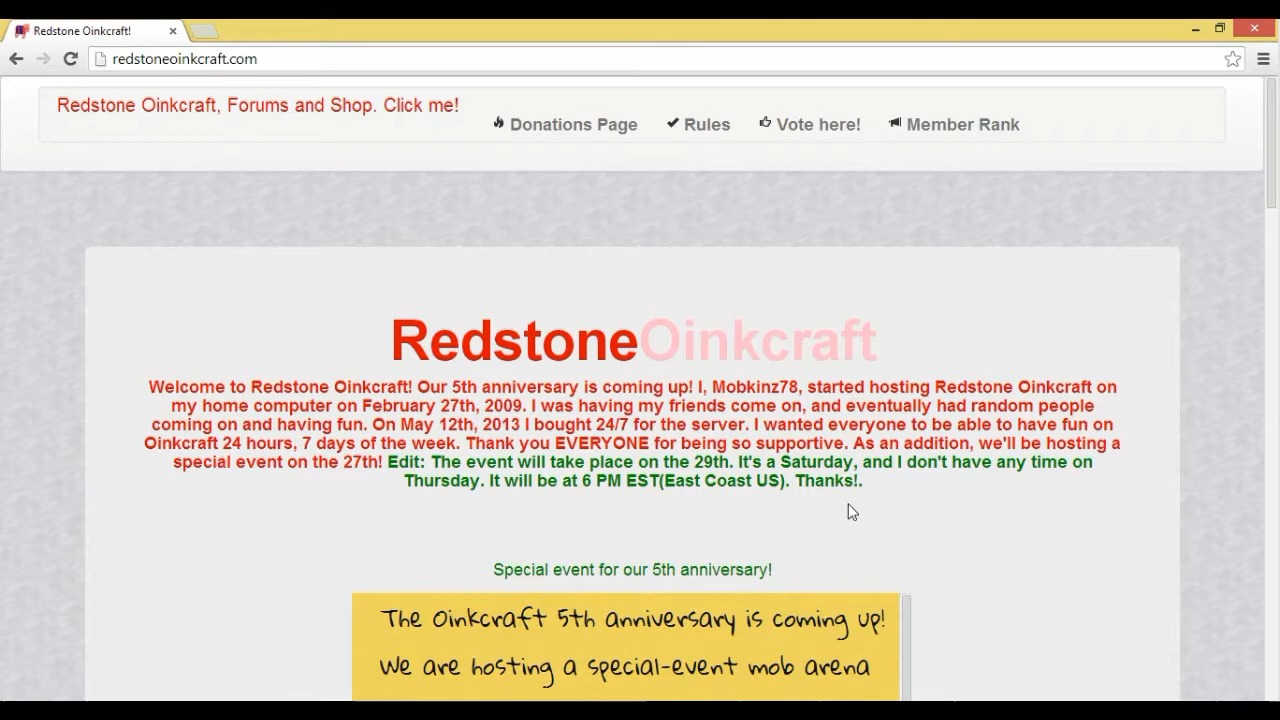 Redstone Oinkcraft!
redstoneoinkcraft.com
Redstone Oinkcraft, Forums and Shop. Click me!
Donations Page Rules Vote here! Member Rank
RedstoneOinkcraft
Welcome to Redstone Oinkcraft! Our 5th anniversary is coming up! I, Mobkinz78, started hosting Redstone Oinkcraft on
my home computer on February 27th, 2009. I was having my friends come on, and eventually had random people
coming on and having fun. On May 12th, 2013 I bought 24/7 for the server. I wanted everyone to be able to have fun on
Oinkcraft 24 hours, 7 days of the week. Thank you EVERYONE for being so supportive. As an addition, we'll be hosting a
special event on the 27th! Edit: The event will take place on the 29th. It's a Saturday, and I don't have any time on
Thursday. It will be at 6 PM EST(East Coast US). Thanks!.
Special event for our 5th anniversary!
The Oinkcraft 5th anniversary is coming up!
We are hosting a special-event mob arena